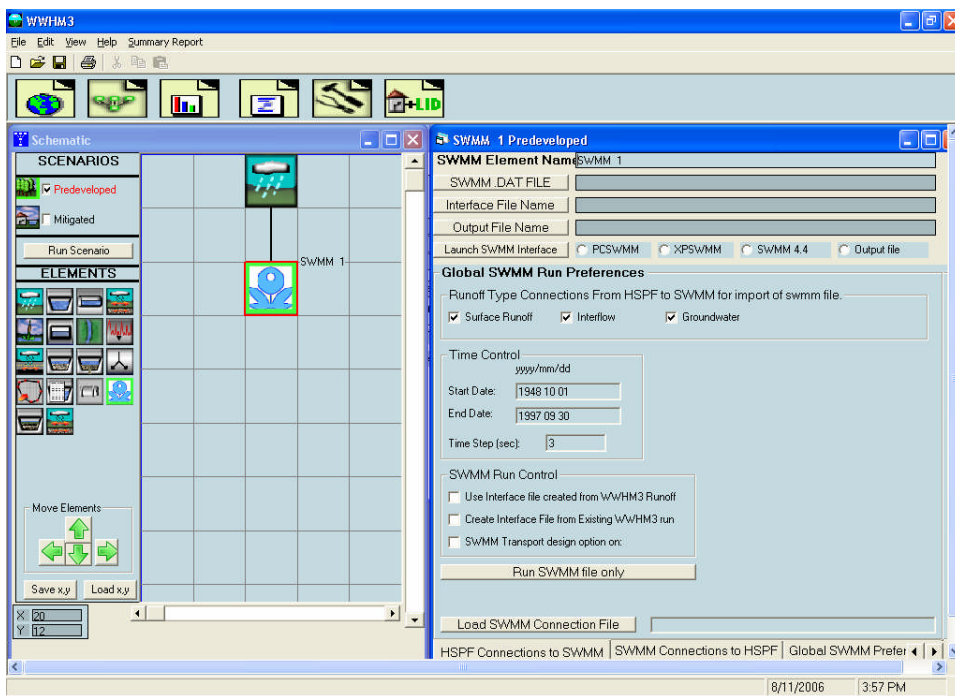 WWHM3
File Edit View Help Summary Report
+LID
Schematic
SCENARIOS
Predeveloped
Mitigated
Run Scenario
ELEMENTS
SWMM 1
Move Elements
Save x,y Load x,y
X 20
Y 12
SWMM 1 Predeveloped
SWMM Element Name SWMM 1
SWMM .DAT FILE
Interface File Name
Output File Name
Launch SWMM Interface PCSWMM XPSWMM SWMM 4.4 Output file
Global SWMM Run Preferences
Runoff Type Connections From HSPF to SWMM for import of swmm file.
Surface Runoff Interflow Groundwater
Time Control
yyyy/mm/dd
Start Date: 1948 10 01
End Date: 1997 09 30
Time Step (sec): 3
SWMM Run Control
Use Interface file created from WWHM3 Runoff
Create Interface File from Existing WWHM3 run
SWMM Transport design option on:
Run SWMM file only
Load SWMM Connection File
HSPF Connections to SWMM SWMM Connections to HSPF Global SWMM Prefer
8/11/2006 3:57 PM